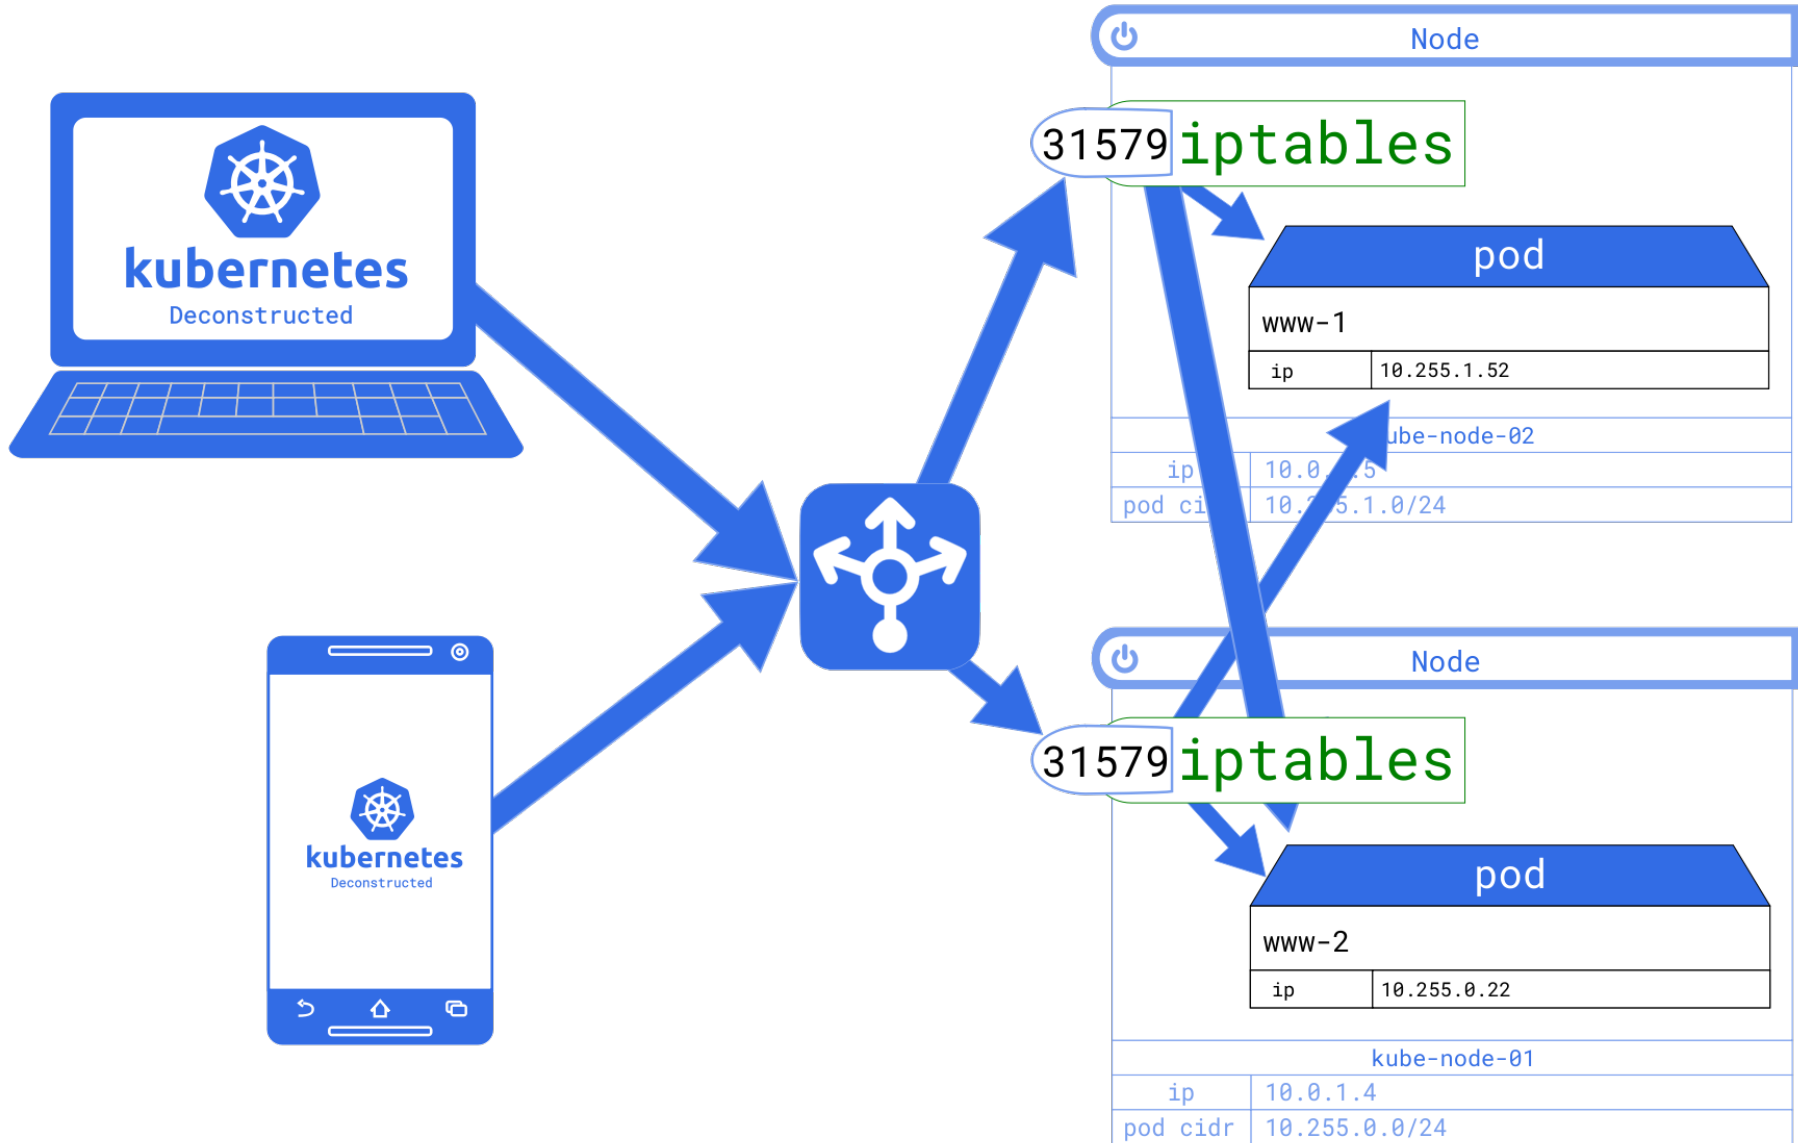 kubernetes
Deconstructed
kubernetes
Deconstructed
Node
31579 iptables
pod
www-1
ip 10.255.1.52
ube-node-02
ip 10.0. .5
pod ci 10. 5.1.0/24
Node
31579 iptables
pod
www-2
ip 10.255.0.22
kube-node-01
ip 10.0.1.4
pod cidr 10.255.0.0/24